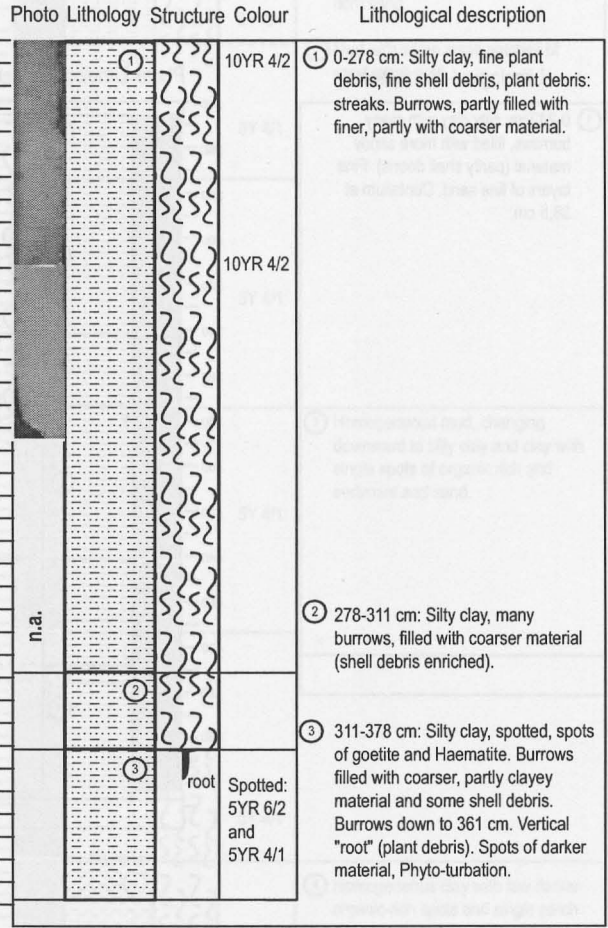 Photo Lithology Structure Colour Lithological description
1
10YR 4/2
1 0-278 cm: Silty clay, fine plant
debris, fine shell debris, plant debris:
streaks. Burrows, partly filled with
finer, partly with coarser material.
10YR 4/2
n.a.
2 278-311 cm: Silty clay, many
burrows, filled with coarser material
(shell debris enriched).
2
3 311-378 cm: Silty clay, spotted, spots
of goetite and Haematite. Burrows
filled with coarser, partly clayey
material and some shell debris.
Burrows down to 361 cm. Vertical
"root" (plant debris). Spots of darker
material, Phyto-turbation.
3
root
Spotted:
5YR 6/2
and
5YR 4/1